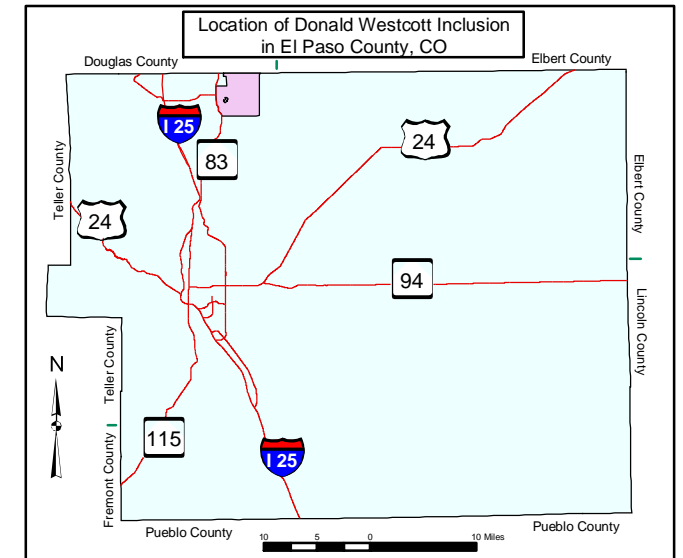 Location of Donald Westcott Inclusion
in El Paso County, CO
Douglas County
Elbert County
I 25
83
24
Teller County
24
Elbert County
94
Lincoln County
N
Teller County
115
I 25
Fremont County
Pueblo County
Pueblo County
10 5 0 10 Miles